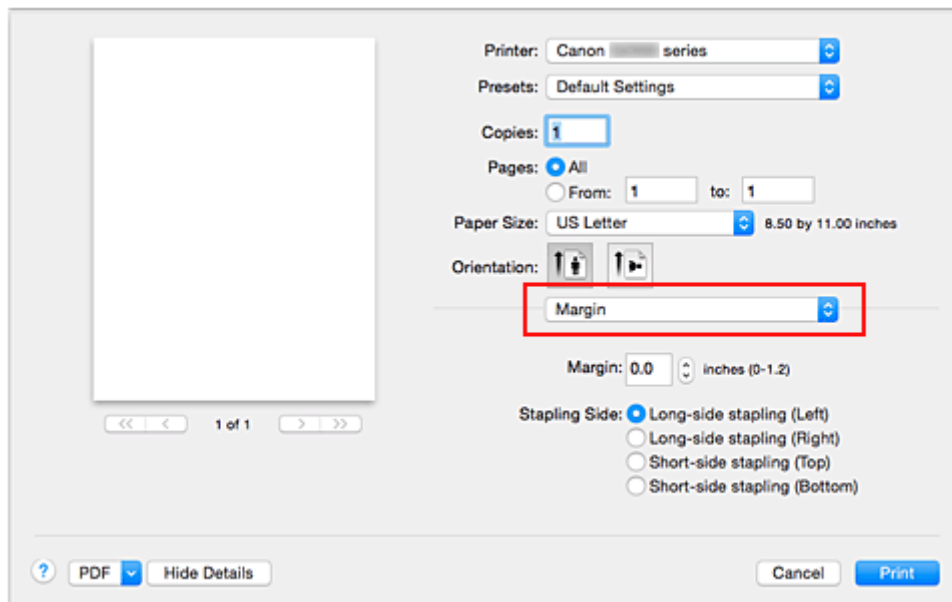 Printer: Canon series
Presets: Default Settings
Copies: 1
Pages: All
From: 1 to: 1
Paper Size: US Letter 8.50 by 11.00 inches
Orientation:
Margin
Margin: 0.0 inches (0-1.2)
1 of 1
Stapling Side: Long-side stapling (Left)
Long-side stapling (Right)
Short-side stapling (Top)
Short-side stapling (Bottom)
? PDF Hide Details Cancel Print